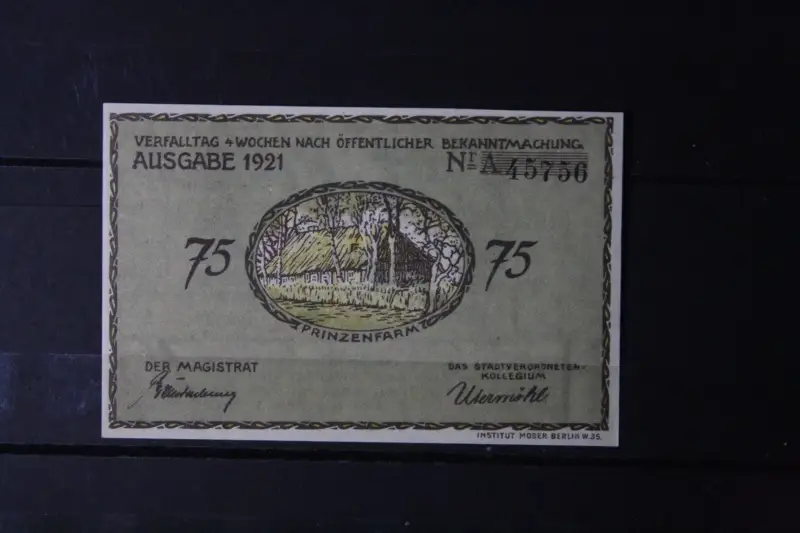 VERFALLTAG 4 WOCHEN NACH ÖFFENTLICHER BEKANNTMACHUNG
AUSGABE 1921 Nr A 45756
75 75
PRINZENFARM
DER MAGISTRAT
DAS STADTVERORDNETEN-
KOLLEGIUM
Utermöhl
INSTITUT MOSER BERLIN W.35.